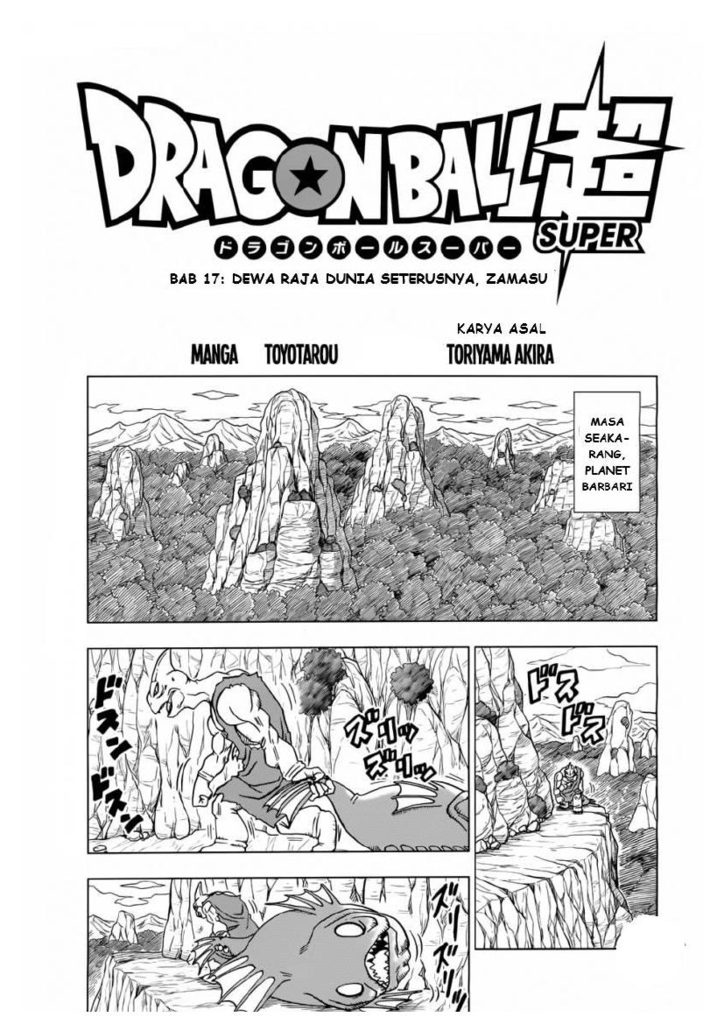 DRAGON BALL 超
SUPER
ドラゴンボールスーパー
BAB 17: DEWA RAJA DUNIA SETERUSNYA, ZAMASU
KARYA ASAL
MANGA TOYOTAROU TORIYAMA AKIRA
MASA
SEAKA-
RANG,
PLANET
BARBARI
ドス
ドス
ドスン
ドスン
ズリッ
ズリッ
ズリ
ズリ